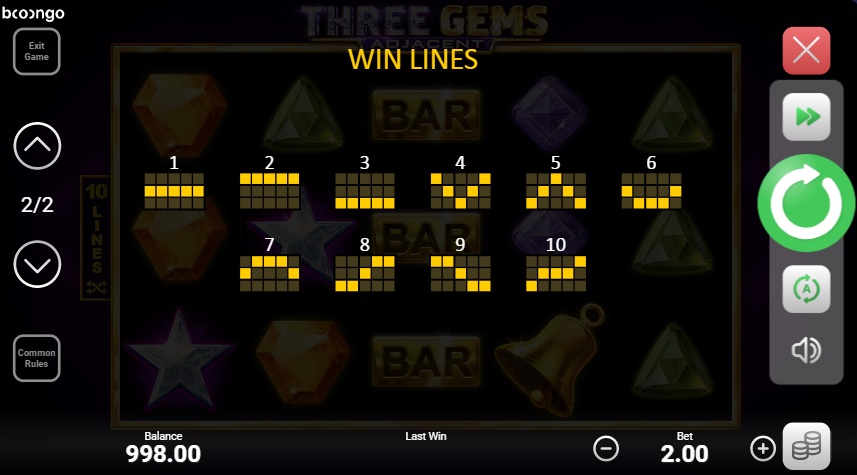 booongo
THREE GEMS
ADJACENT
WIN LINES
Exit
Game
BAR
1 2 3 4 5 6
10
LINES
2/2
BAR
7 8 9 10
A
Common
Rules
BAR
Balance
998.00
Last Win
Bet
2.00